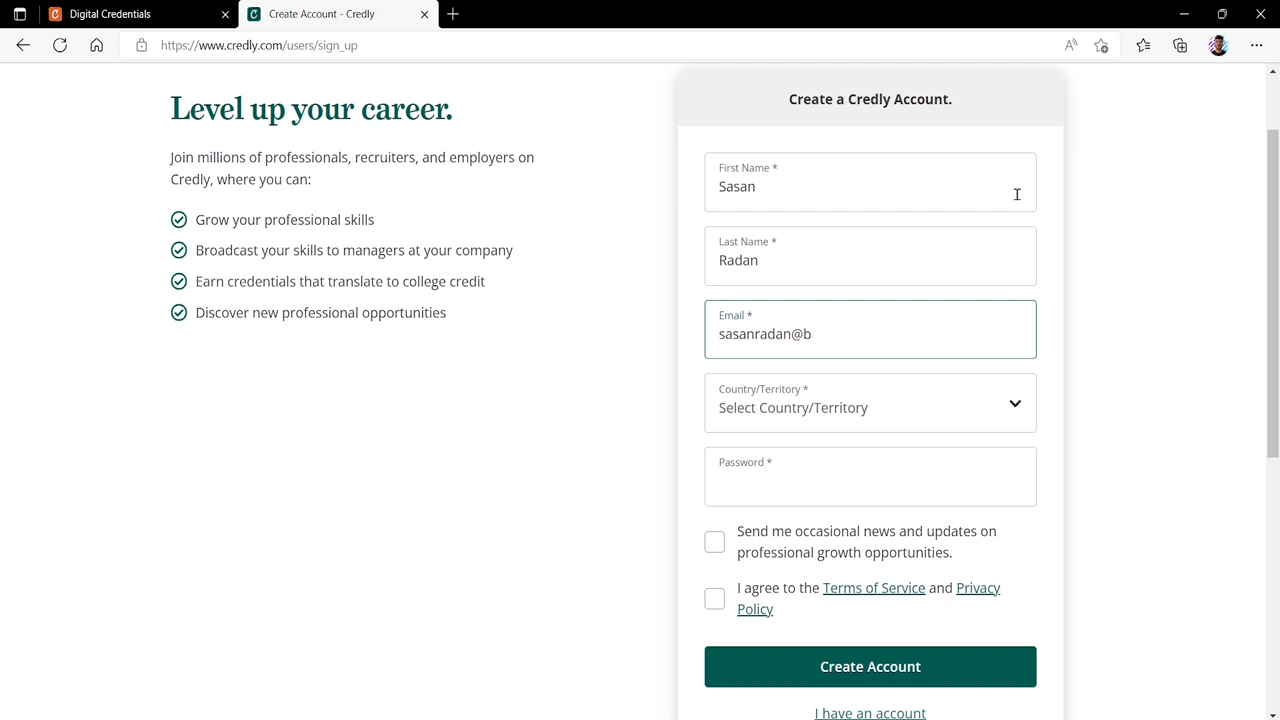 Digital Credentials
Create Account - Credly
https://www.credly.com/users/sign_up
Level up your career.
Join millions of professionals, recruiters, and employers on
Credly, where you can:
Grow your professional skills
Broadcast your skills to managers at your company
Earn credentials that translate to college credit
Discover new professional opportunities
Create a Credly Account.
First Name *
Sasan
Last Name *
Radan
Email *
sasanradan@b
Country/Territory *
Select Country/Territory
Password *
Send me occasional news and updates on
professional growth opportunities.
I agree to the Terms of Service and Privacy
Policy
Create Account
I have an account